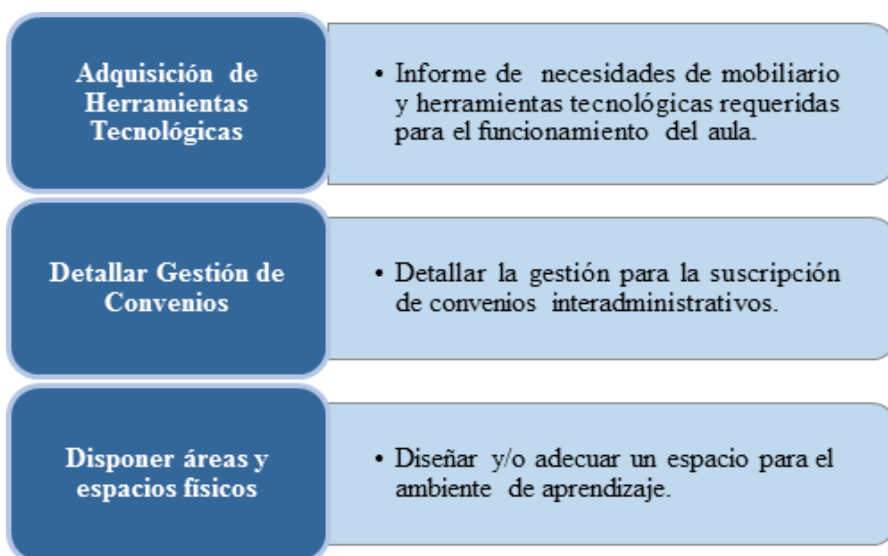 Adquisición de
Herramientas
Tecnológicas
• Informe de necesidades de mobiliario
y herramientas tecnológicas requeridas
para el funcionamiento del aula.
Detallar Gestión de
Convenios
• Detallar la gestión para la suscripción
de convenios interadministrativos.
Disponer áreas y
espacios físicos
• Diseñar y/o adecuar un espacio para el
ambiente de aprendizaje.